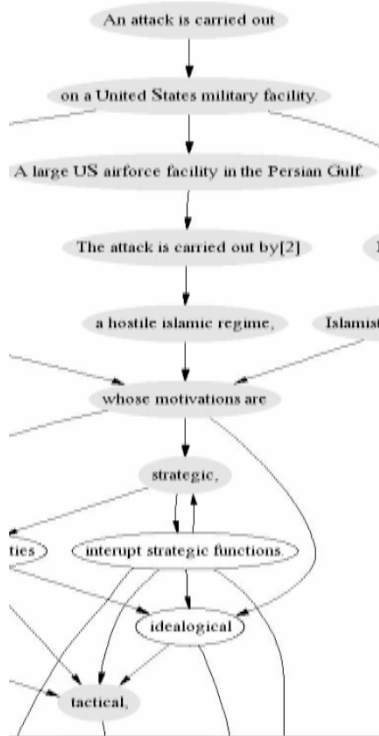 An attack is carried out
on a United States military facility.
A large US airforce facility in the Persian Gulf.
The attack is carried out by[2]
a hostile islamic regime,
Islamist
whose motivations are
strategic,
ties
interupt strategic functions.
idealogical
tactical,